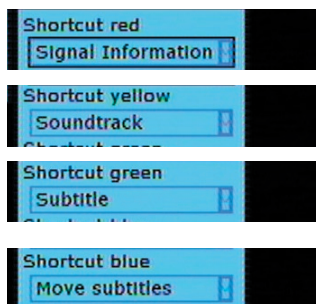 Shortcut red
Signal Information
Shortcut yellow
Soundtrack
Shortcut green
Subtitle
Shortcut blue
Move subtitles